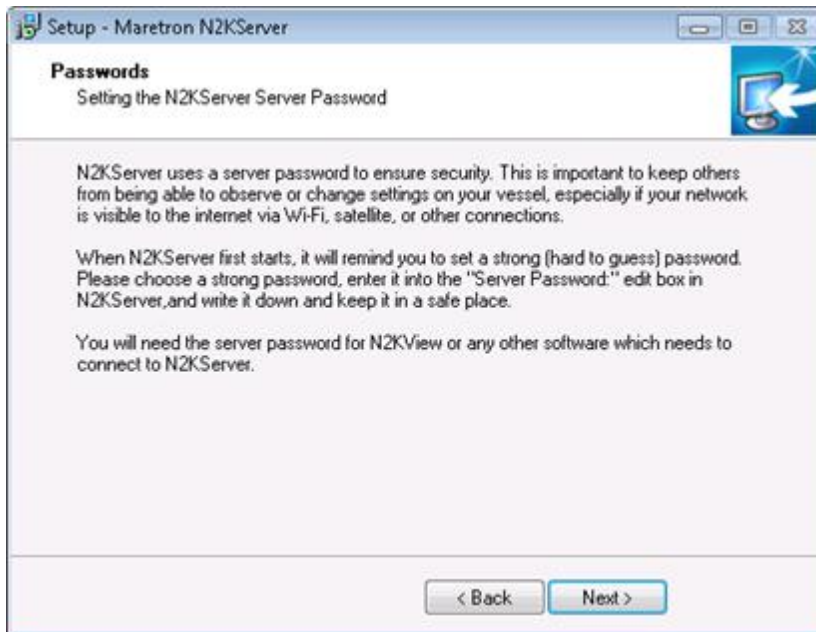 Setup - Maretron N2KServer
Passwords
Setting the N2KServer Server Password
N2KServer uses a server password to ensure security. This is important to keep others
from being able to observe or change settings on your vessel, especially if your network
is visible to the internet via Wi-Fi, satellite, or other connections.
When N2KServer first starts, it will remind you to set a strong (hard to guess) password.
Please choose a strong password, enter it into the "Server Password:" edit box in
N2KServer,and write it down and keep it in a safe place.
You will need the server password for N2KView or any other software which needs to
connect to N2KServer.
< Back
Next >